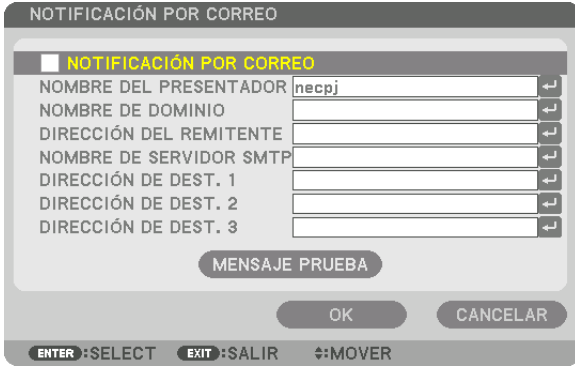 NOTIFICACIÓN POR CORREO
NOTIFICACIÓN POR CORREO
NOMBRE DEL PRESENTADOR necpj
NOMBRE DE DOMINIO
DIRECCIÓN DEL REMITENTE
NOMBRE DE SERVIDOR SMTP
DIRECCIÓN DE DEST. 1
DIRECCIÓN DE DEST. 2
DIRECCIÓN DE DEST. 3
MENSAJE PRUEBA
OK CANCELAR
ENTER :SELECT EXIT :SALIR :MOVER